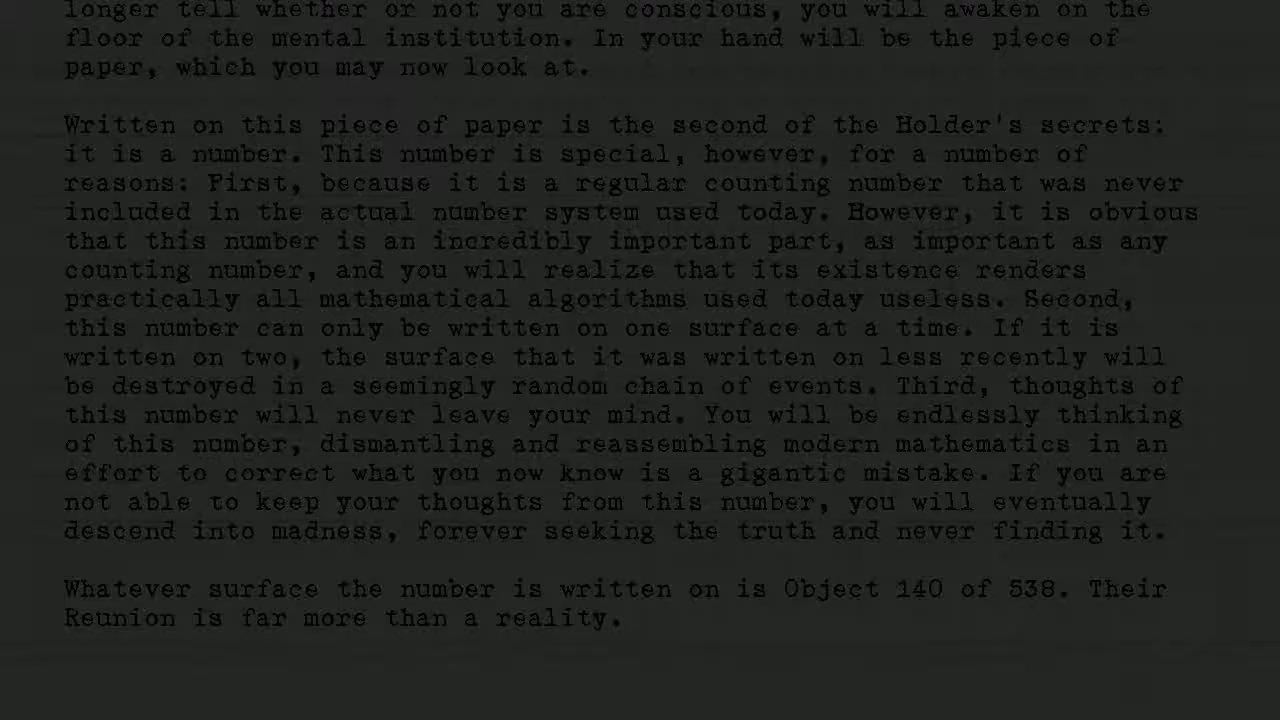 longer tell whether or not you are conscious, you will awaken on the
floor of the mental institution. In your hand will be the piece of
paper, which you may now look at.
Written on this piece of paper is the second of the Holder's secrets:
it is a number. This number is special, however, for a number of
reasons: First, because it is a regular counting number that was never
included in the actual number system used today. However, it is obvious
that this number is an incredibly important part, as important as any
counting number, and you will realize that its existence renders
practically all mathematical algorithms used today useless. Second,
this number can only be written on one surface at a time. If it is
written on two, the surface that it was written on less recently will
be destroyed in a seemingly random chain of events. Third, thoughts of
this number will never leave your mind. You will be endlessly thinking
of this number, dismantling and reassembling modern mathematics in an
effort to correct what you now know is a gigantic mistake. If you are
not able to keep your thoughts from this number, you will eventually
descend into madness, forever seeking the truth and never finding it.
Whatever surface the number is written on is Object 140 of 538. Their
Reunion is far more than a reality.